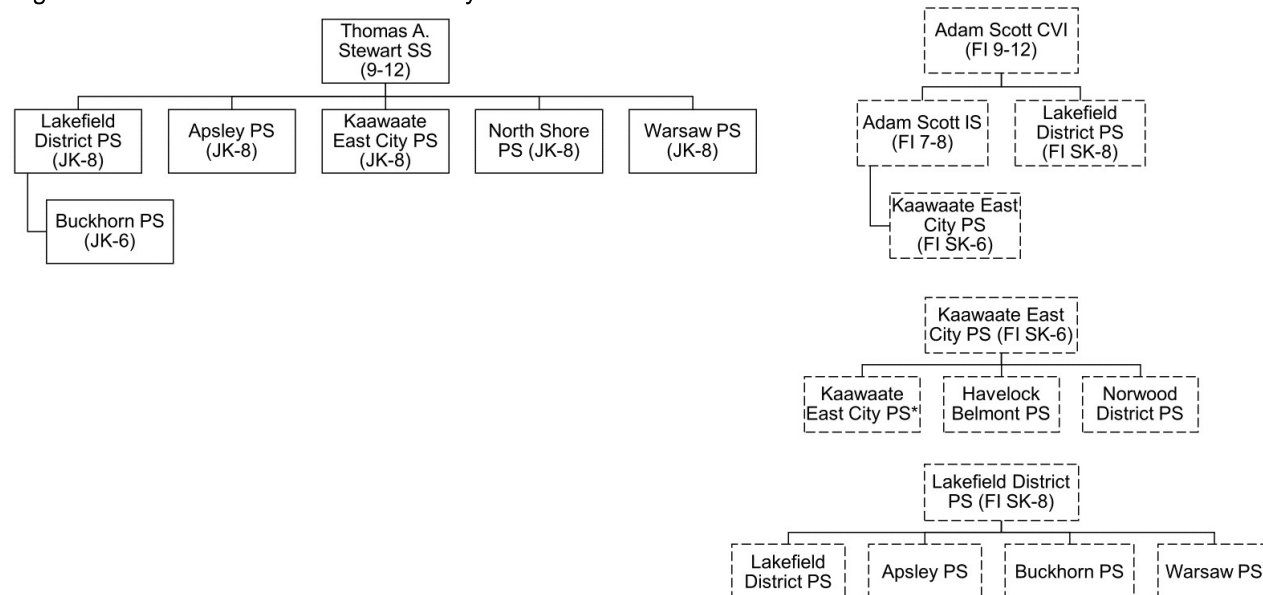 Thomas A.
Stewart SS
(9-12)
Lakefield
District PS
(JK-8)
Apsley PS
(JK-8)
Kaawaate
East City PS
(JK-8)
North Shore
PS (JK-8)
Warsaw PS
(JK-8)
Buckhorn PS
(JK-6)
Adam Scott CVI
(FI 9-12)
Adam Scott IS
(FI 7-8)
Lakefield
District PS
(FI SK-8)
Kaawaate East
City PS
(FI SK-6)
Kaawaate East
City PS (FI SK-6)
Kaawaate
East City PS*
Havelock
Belmont PS
Norwood
District PS
Lakefield District
PS (FI SK-8)
Lakefield
District PS
Apsley PS
Buckhorn PS
Warsaw PS